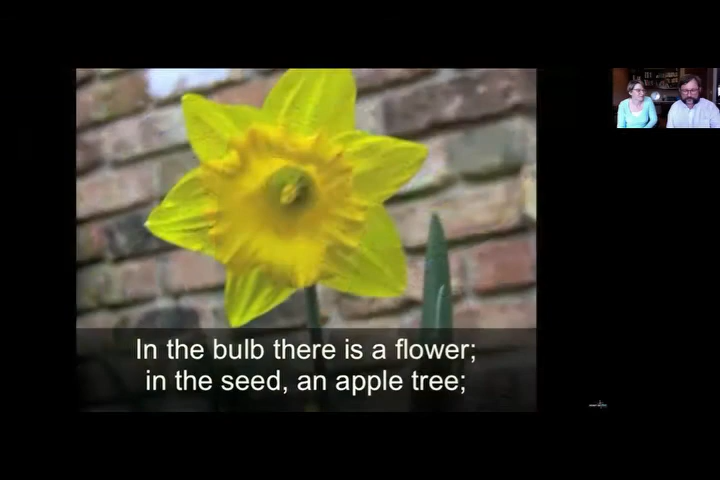 In the bulb there is a flower;
in the seed, an apple tree;